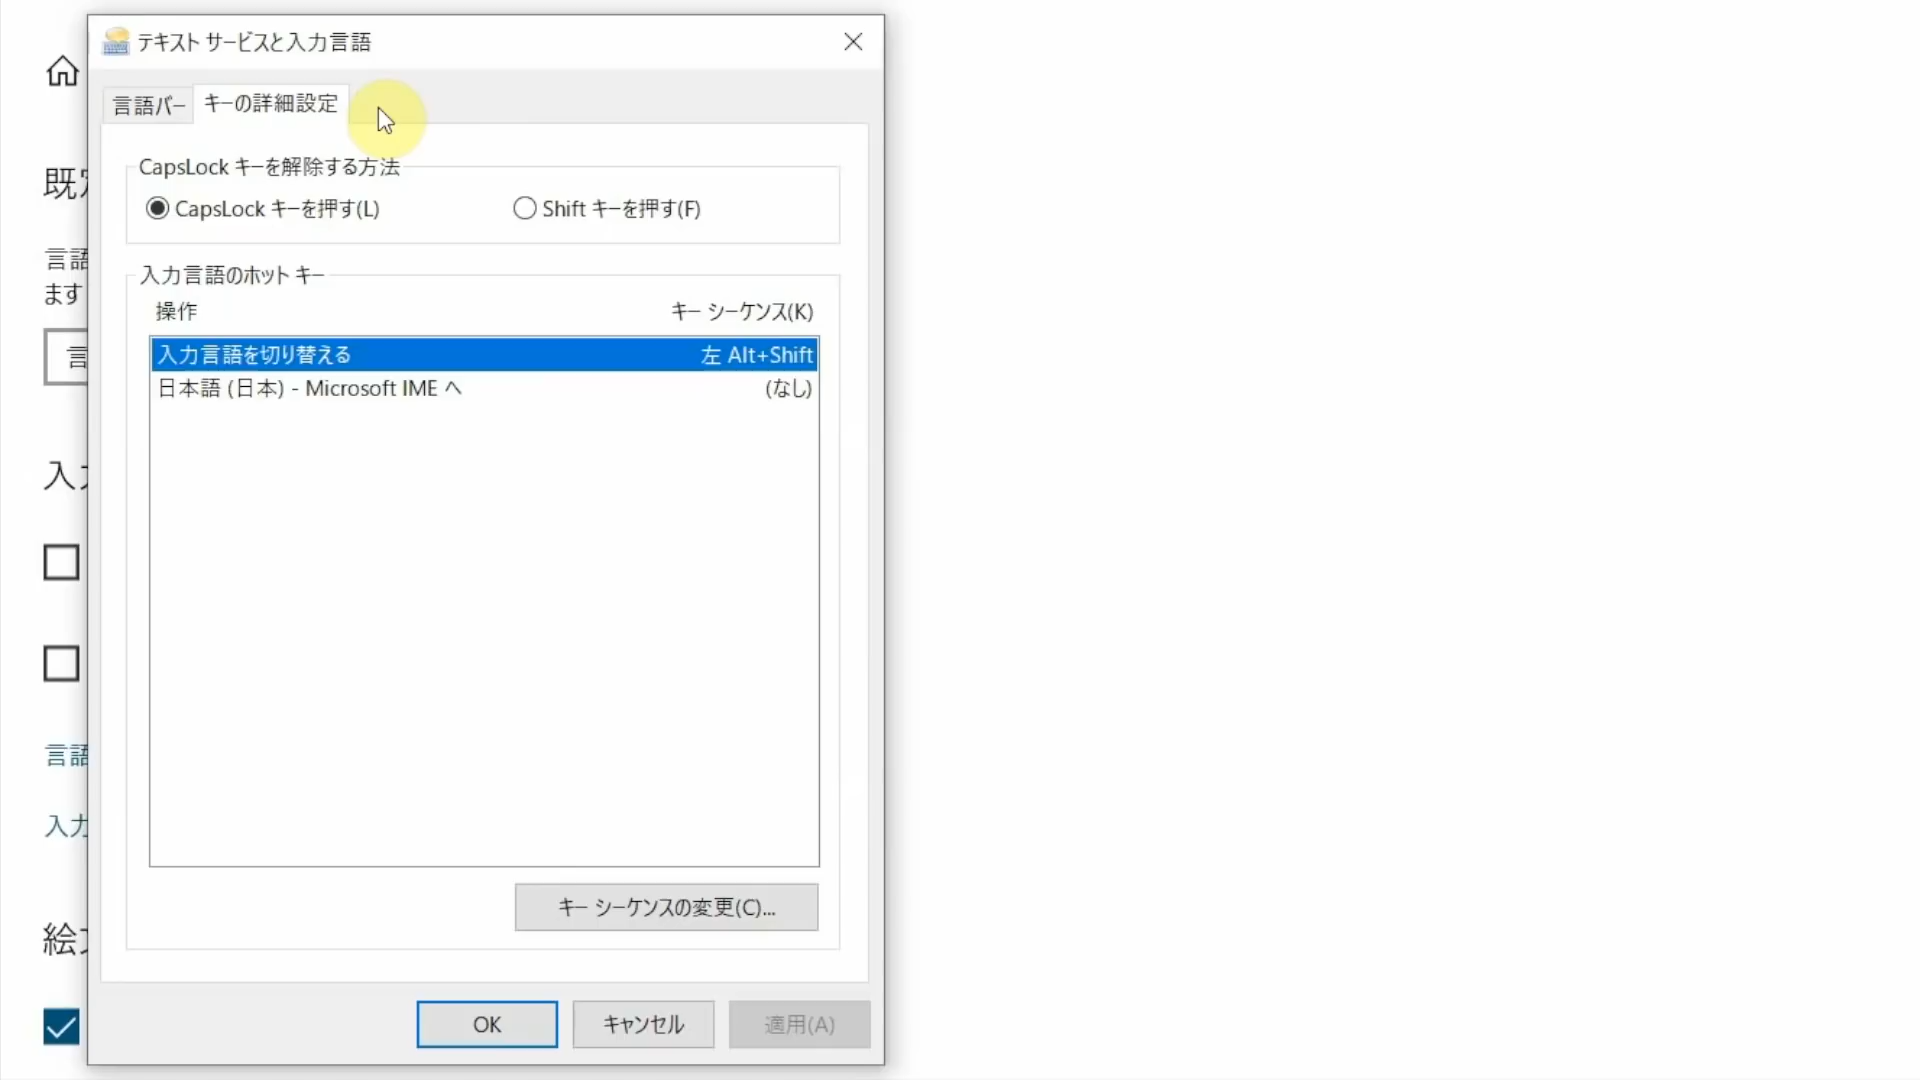 テキスト サービスと入力言語
言語バー
キーの詳細設定
CapsLock キーを解除する方法
CapsLock キーを押す(L)
Shift キーを押す(F)
入力言語のホット キー
操作
キー シーケンス(K)
入力言語を切り替える
左 Alt+Shift
日本語 (日本) - Microsoft IME へ
(なし)
キー シーケンスの変更(C)...
OK
キャンセル
適用(A)
既
言語
ます
言
入
言語
入力
絵